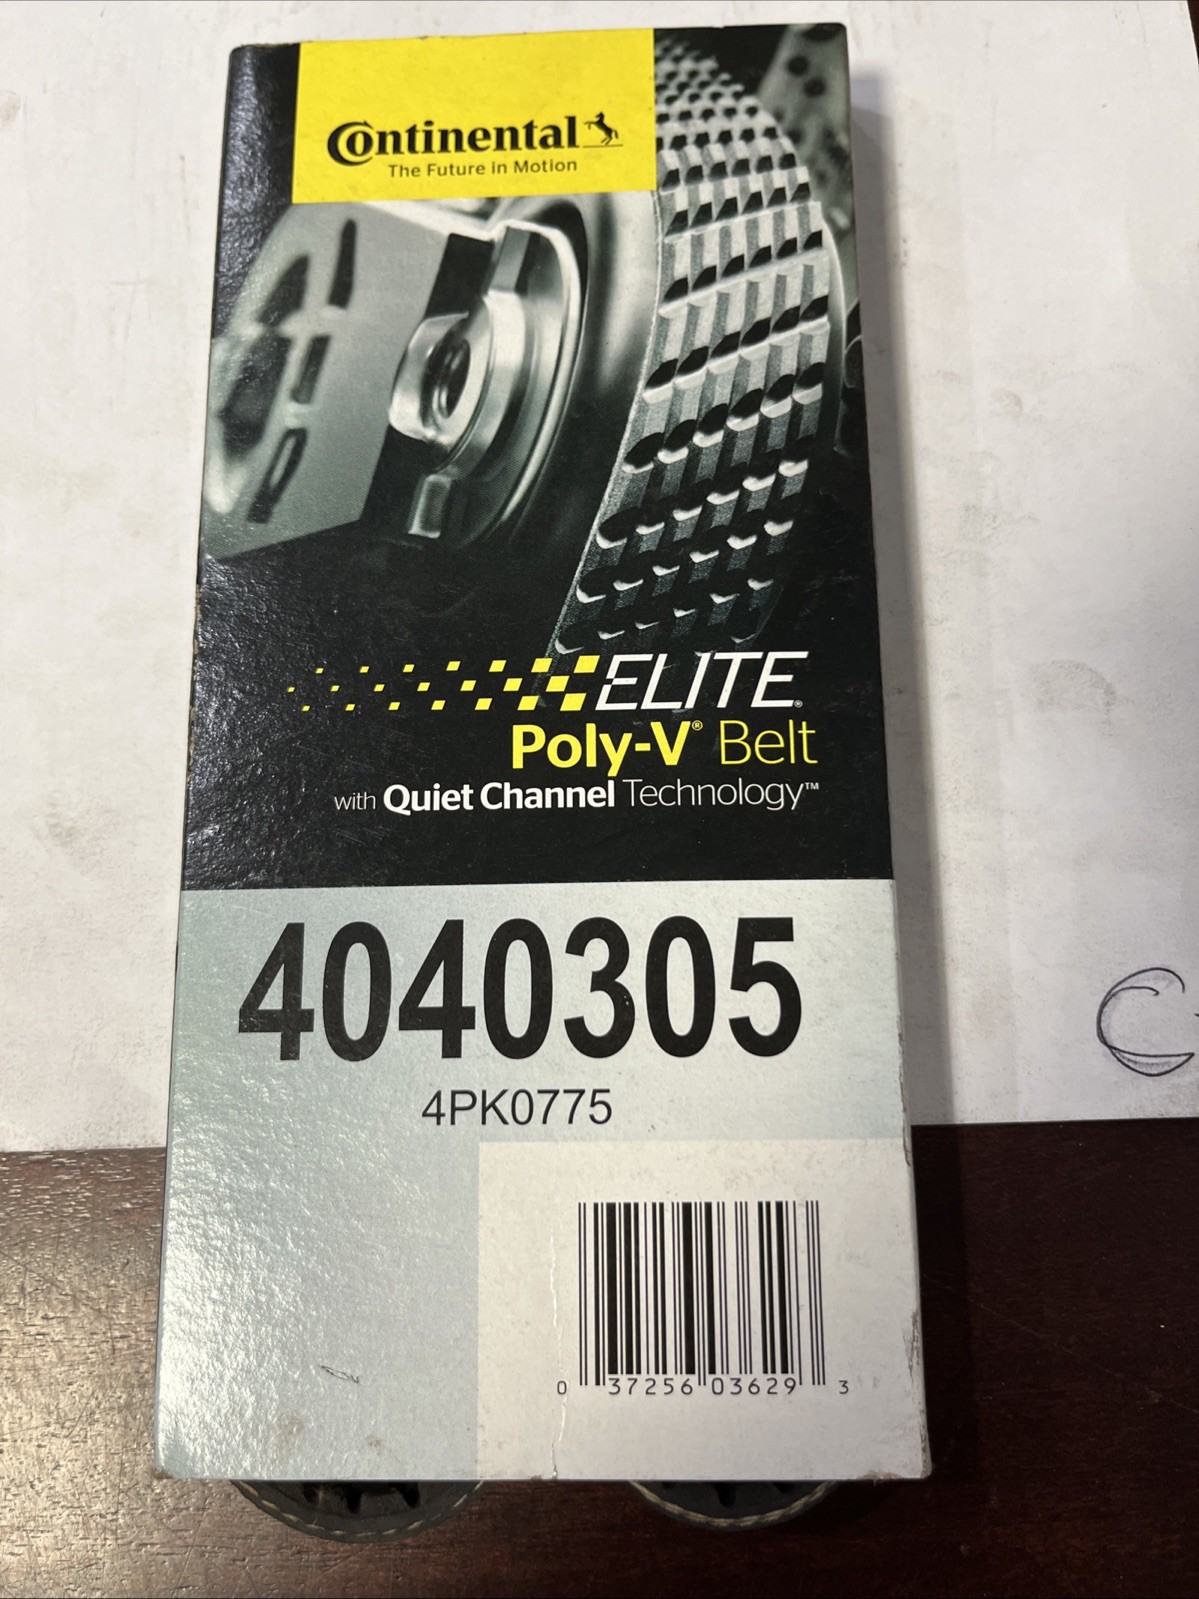 Continental
The Future in Motion
ELITE®
Poly-V® Belt
with Quiet Channel Technology™
4040305
4PK0775
0 37256 03629 3